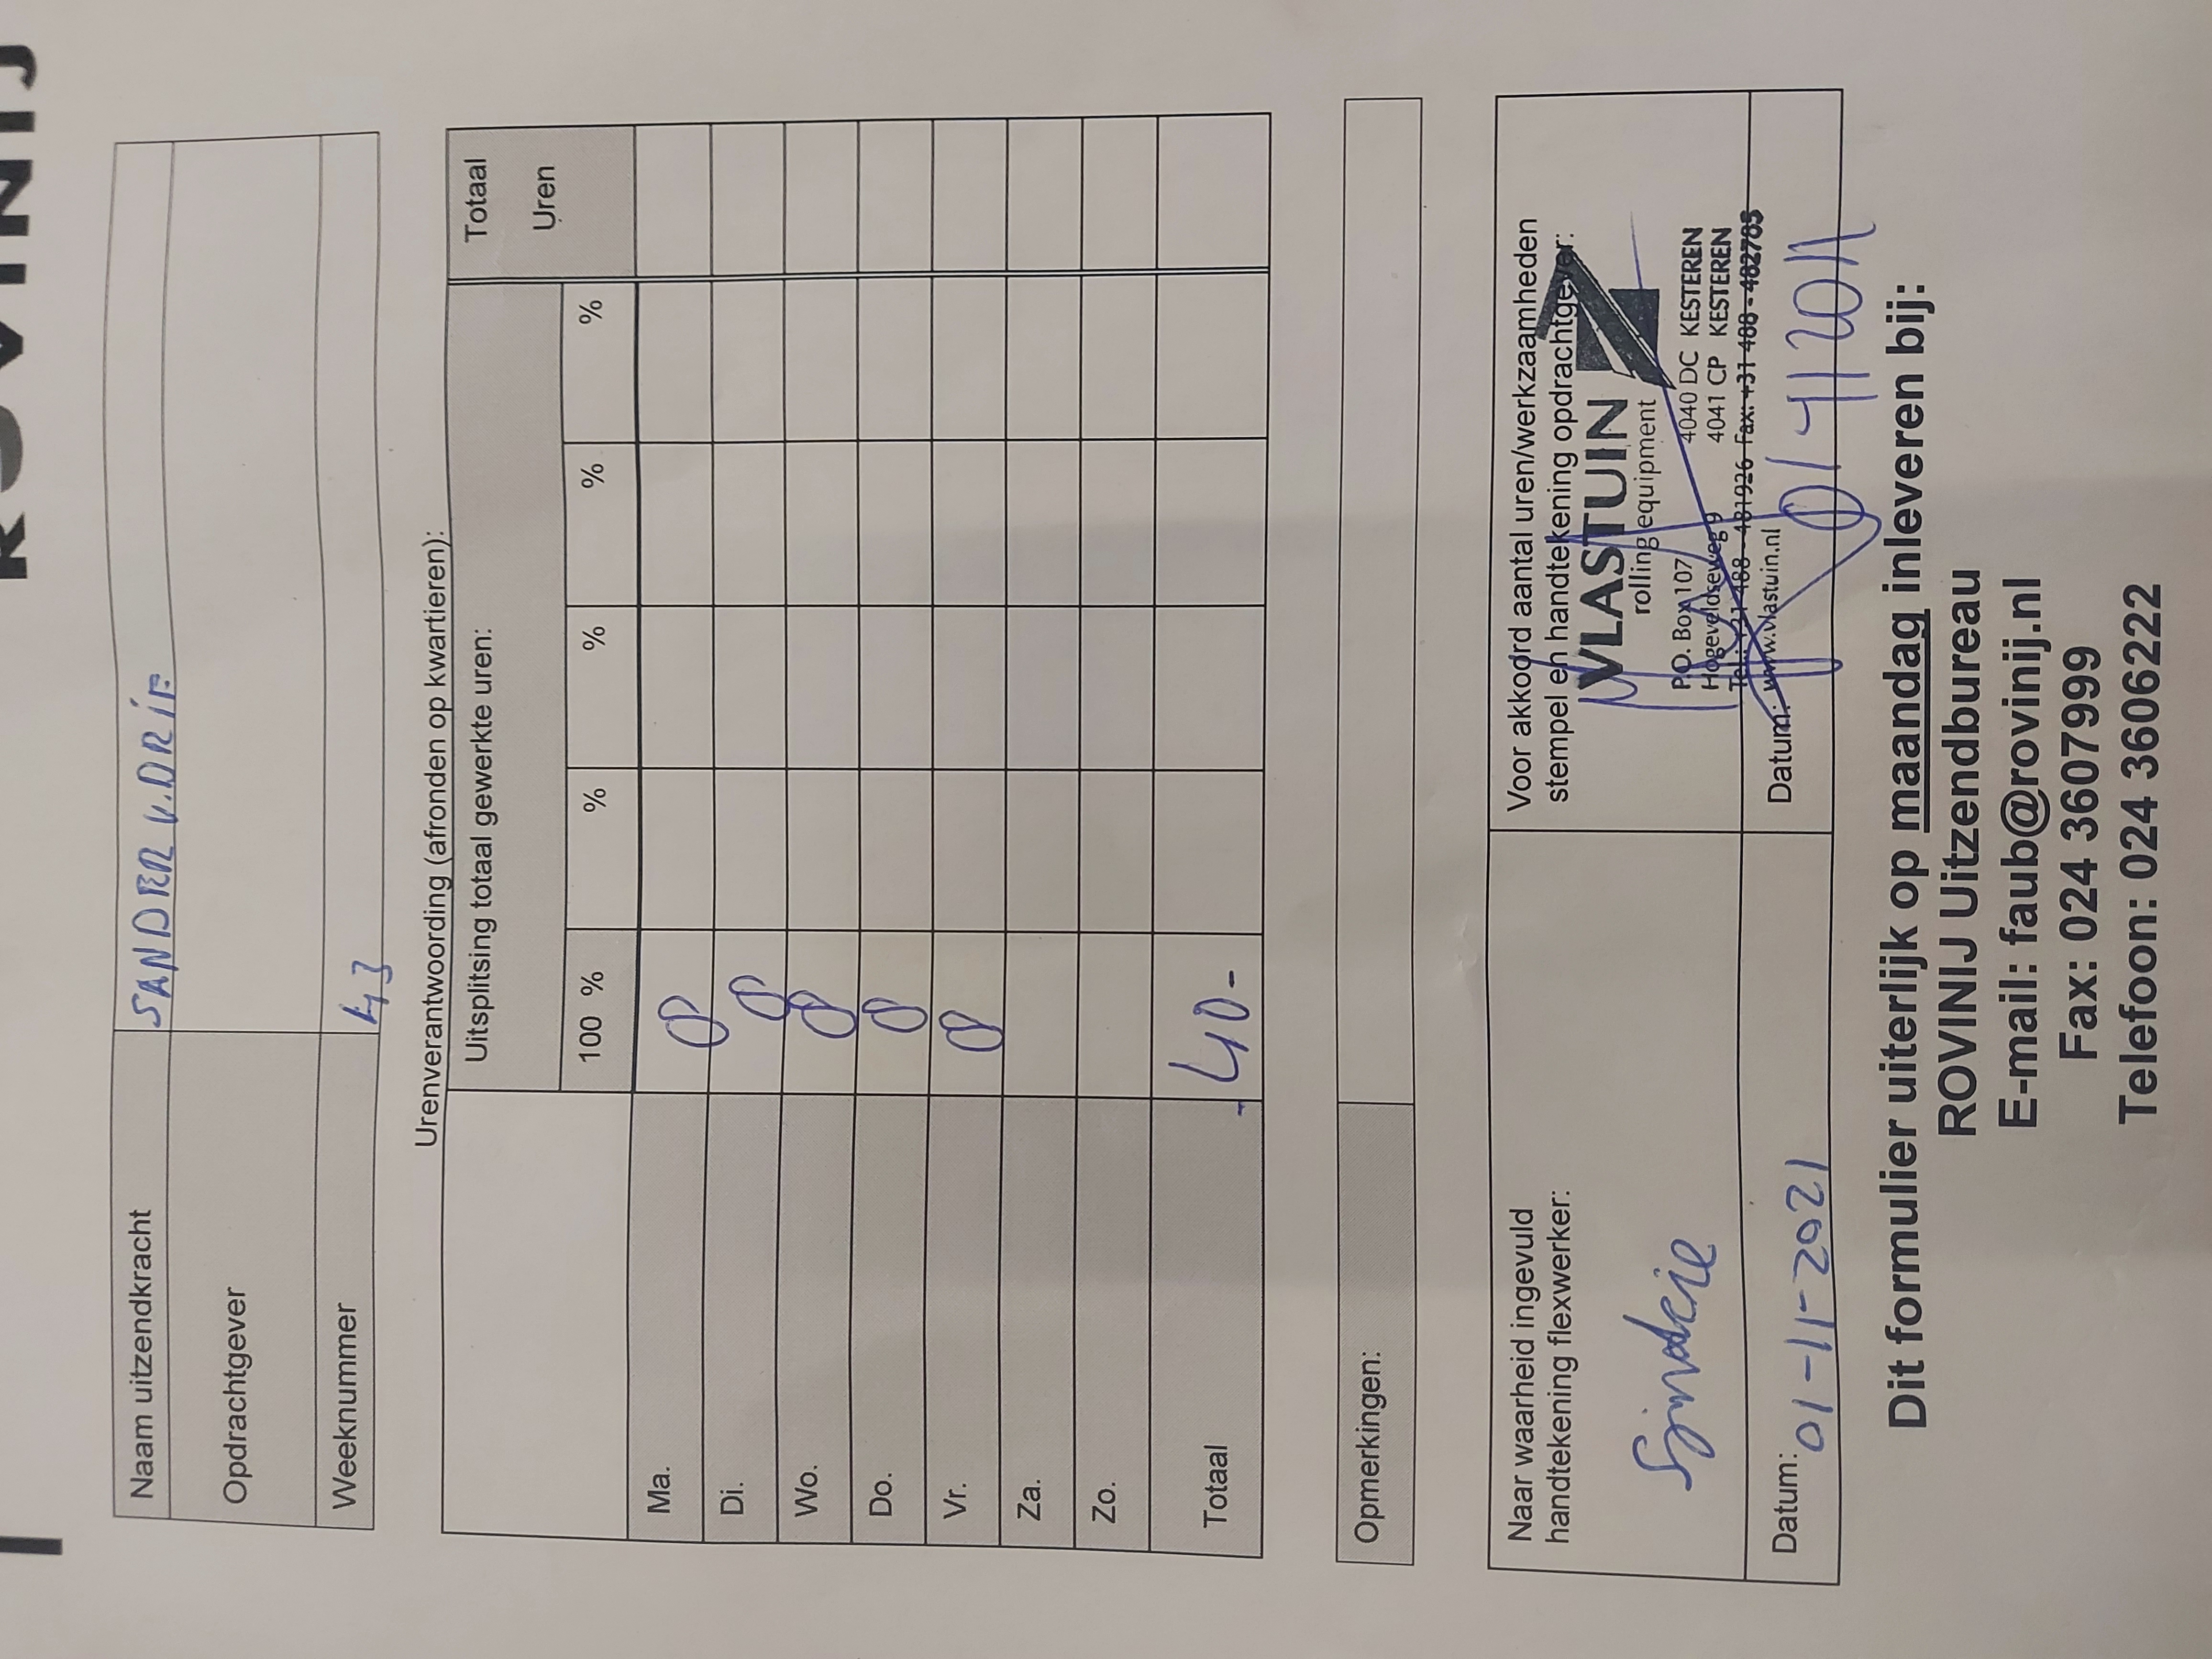 ROVINIJ
Naam uitzendkracht SANDER V.DRIE
Opdrachtgever
Weeknummer 43
Urenverantwoording (afronden op kwartieren):
Uitsplitsing totaal gewerkte uren: Totaal
Uren
100 % % % % %
Ma. 8
Di. 8
Wo. 8
Do. 8
Vr. 8
Za.
Zo.
Totaal -40-
Opmerkingen:
Naar waarheid ingevuld
handtekening flexwerker:
Voor akkoord aantal uren/werkzaamheden
stempel en handtekening opdrachtgever:
VLASTUIN
rolling equipment
P.O. Box 107 4040 DC KESTEREN
Hogeveldseweg 9 4041 CP KESTEREN
Tel.: +31 488 - 481926 Fax: +31 488 - 482785
www.vlastuin.nl
Datum: 01-11-2021
Datum:
Dit formulier uiterlijk op maandag inleveren bij:
ROVINIJ Uitzendbureau
E-mail: faub@rovinij.nl
Fax: 024 3607999
Telefoon: 024 3606222